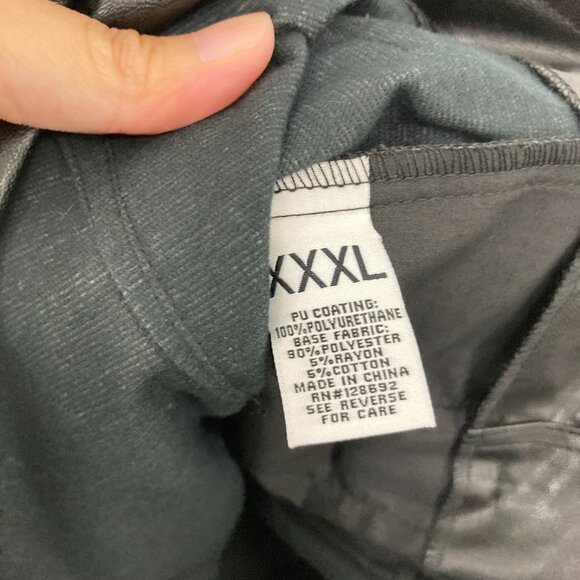 XXXL
PU COATING:
100%POLYURETHANE
BASE FABRIC:
90%POLYESTER
5%RAYON
5%COTTON
MADE IN CHINA
RN#128692
SEE REVERSE
FOR CARE